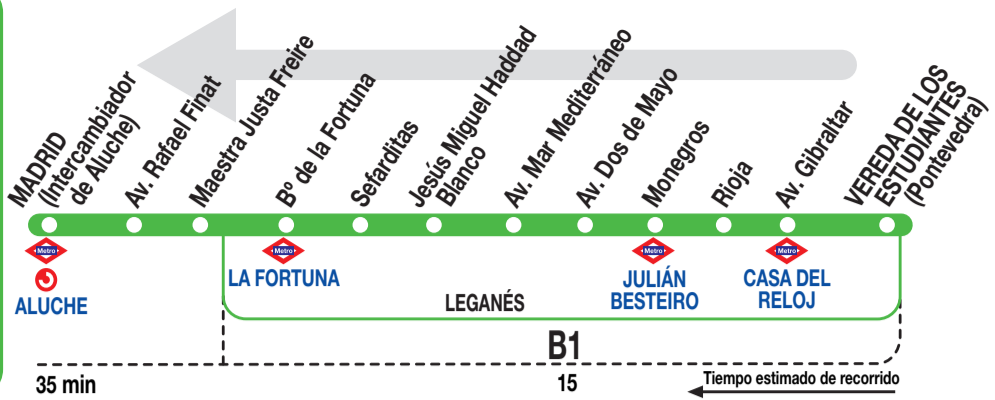 MADRID
(Intercambiador
de Aluche)
Av. Rafael Finat
Maestra Justa Freire
Bº de la Fortuna
Sefarditas
Jesús Miguel Haddad
Blanco
Av. Mar Mediterráneo
Av. Dos de Mayo
Monegros
Rioja
Av. Gibraltar
VEREDA DE LOS
ESTUDIANTES
(Pontevedra)
Metro
Metro
Metro
Metro
ALUCHE
LA FORTUNA
JULIÁN
BESTEIRO
CASA DEL
RELOJ
LEGANÉS
B1
35 min
15
Tiempo estimado de recorrido